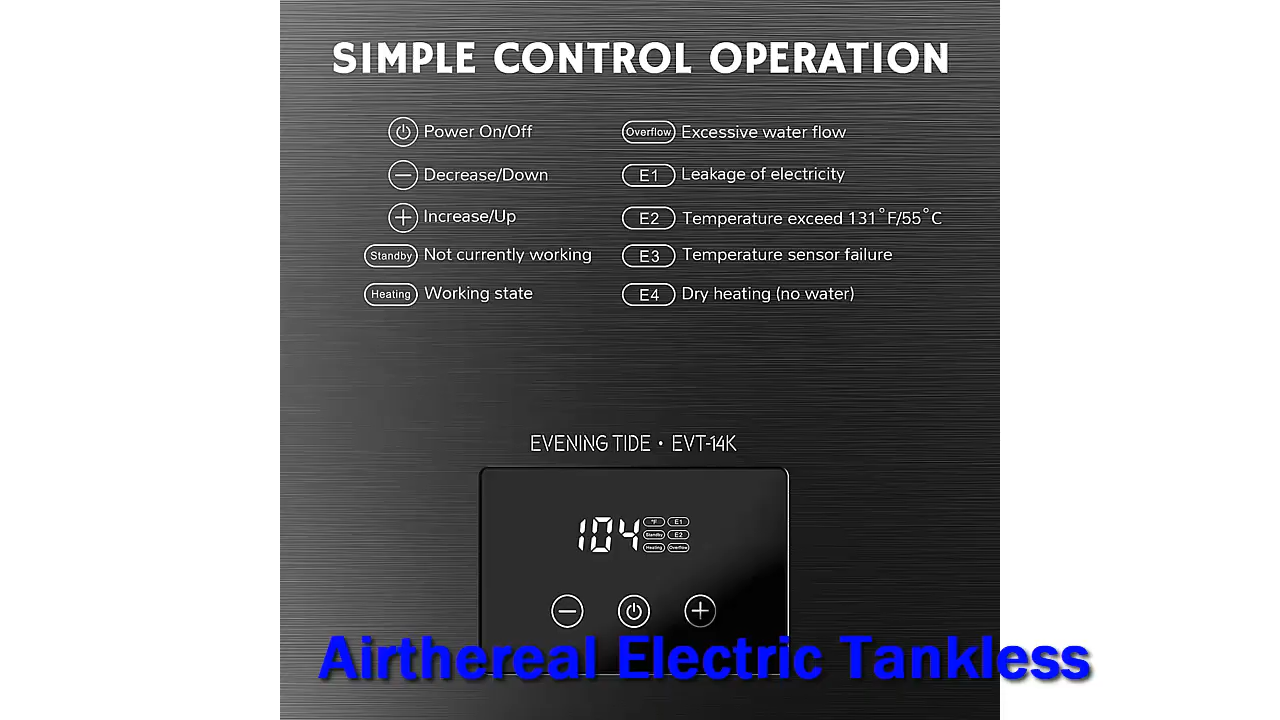 SIMPLE CONTROL OPERATION
Power On/Off
Decrease/Down
Increase/Up
Standby Not currently working
Heating Working state
Overflow Excessive water flow
E1 Leakage of electricity
E2 Temperature exceed 131°F/55°C
E3 Temperature sensor failure
E4 Dry heating (no water)
EVENING TIDE • EVT-14K
104
°F E1
Standby E2
Heating Overflow
Airthereal Electric Tankless